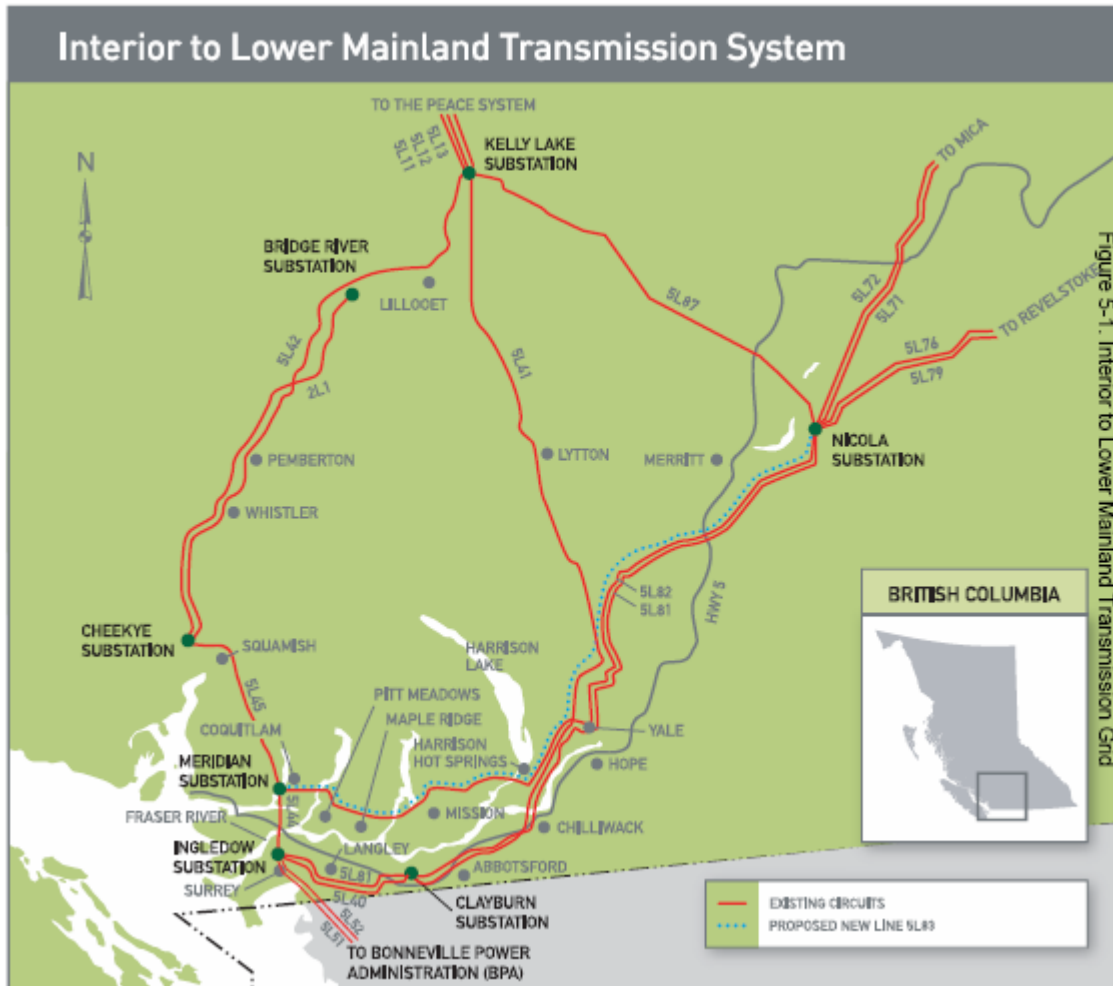 Interior to Lower Mainland Transmission System
TO THE PEACE SYSTEM
5L13
5L12
5L11
KELLY LAKE
SUBSTATION
N
TO MICA
BRIDGE RIVER
SUBSTATION
LILLOOET
5L87
5L72
5L71
TO REVELSTOKE
5L76
5L79
5L42
2L1
5L41
NICOLA
SUBSTATION
PEMBERTON
LYTTON
MERRITT
WHISTLER
5L82
5L81
HWY 5
BRITISH COLUMBIA
CHEEKYE
SUBSTATION
SQUAMISH
HARRISON
LAKE
5L45
PITT MEADOWS
COQUITLAM
MAPLE RIDGE
HARRISON
HOT SPRINGS
YALE
MERIDIAN
SUBSTATION
HOPE
5L44
FRASER RIVER
MISSION
CHILLIWACK
INGLEDOW
SUBSTATION
LANGLEY
ABBOTSFORD
SURREY
5L81
5L40
CLAYBURN
SUBSTATION
5L52
5L51
TO BONNEVILLE POWER
ADMINISTRATION (BPA)
EXISTING CIRCUITS
PROPOSED NEW LINE 5L83
Figure 5-1. Interior to Lower Mainland Transmission Grid